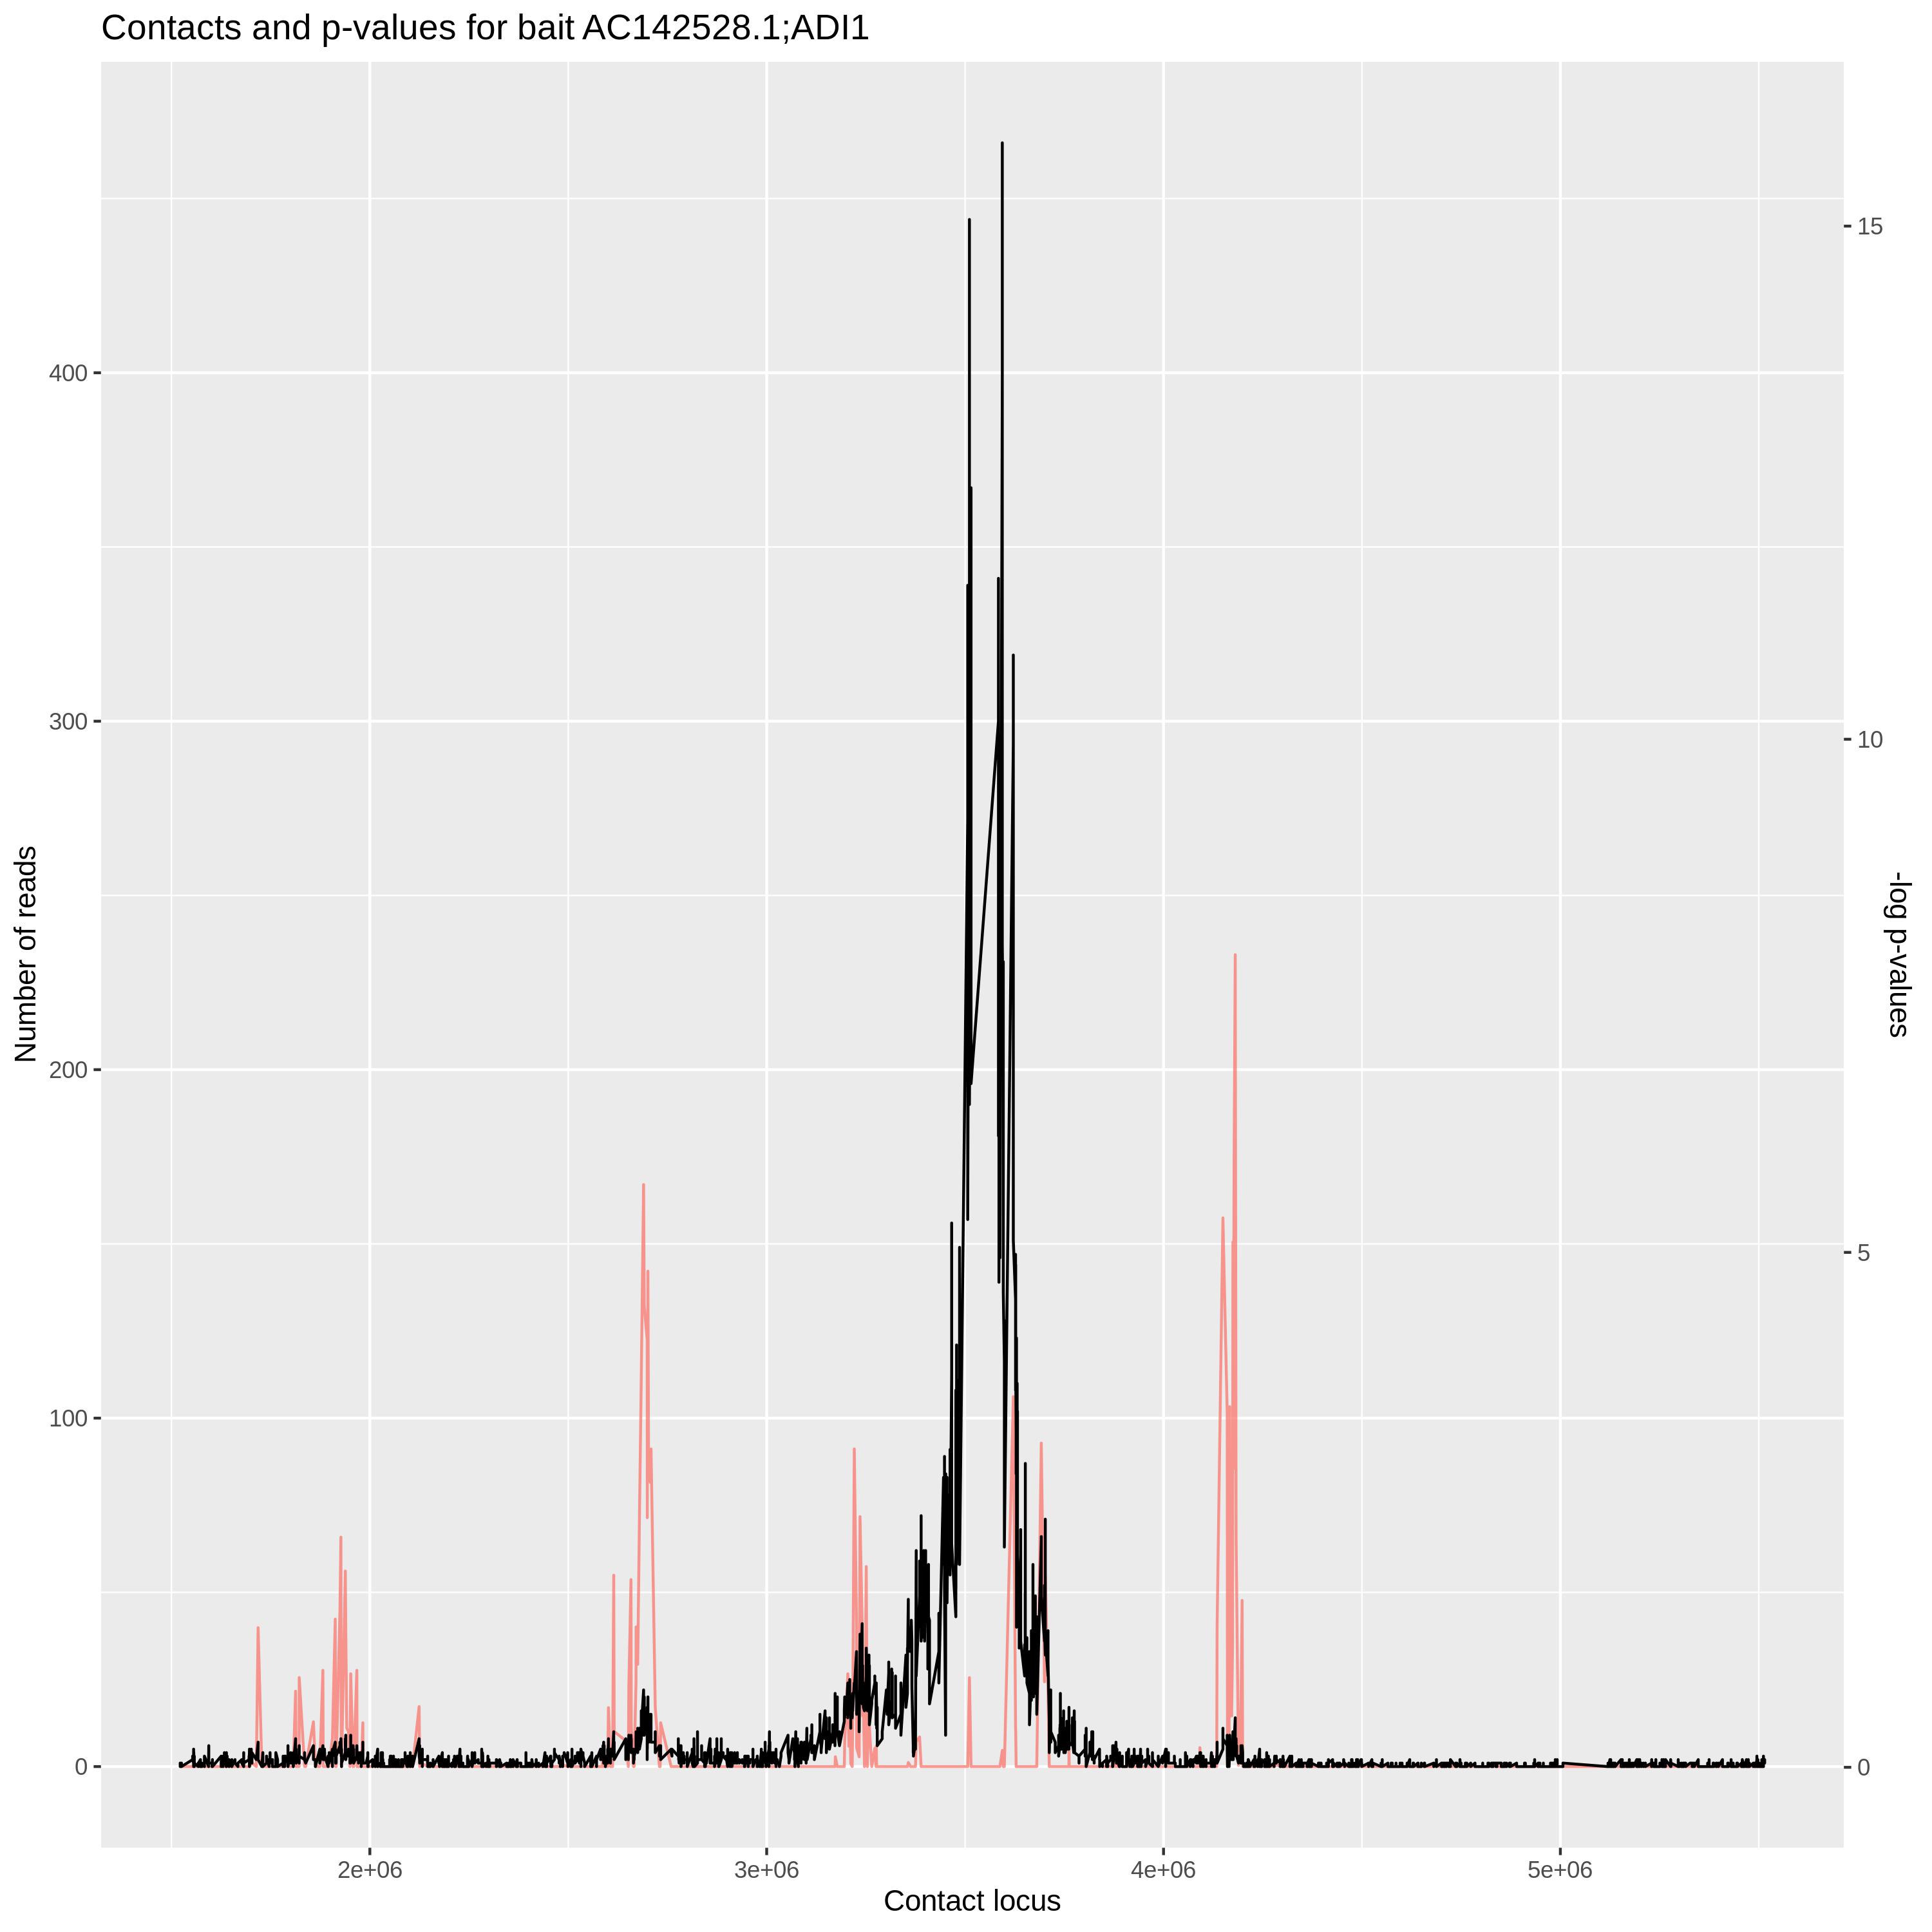 Contacts and p-values for bait AC142528.1;ADI1
Number of reads
400
300
200
100
0
15
10
5
0
-log p-values
2e+06
3e+06
4e+06
5e+06
Contact locus